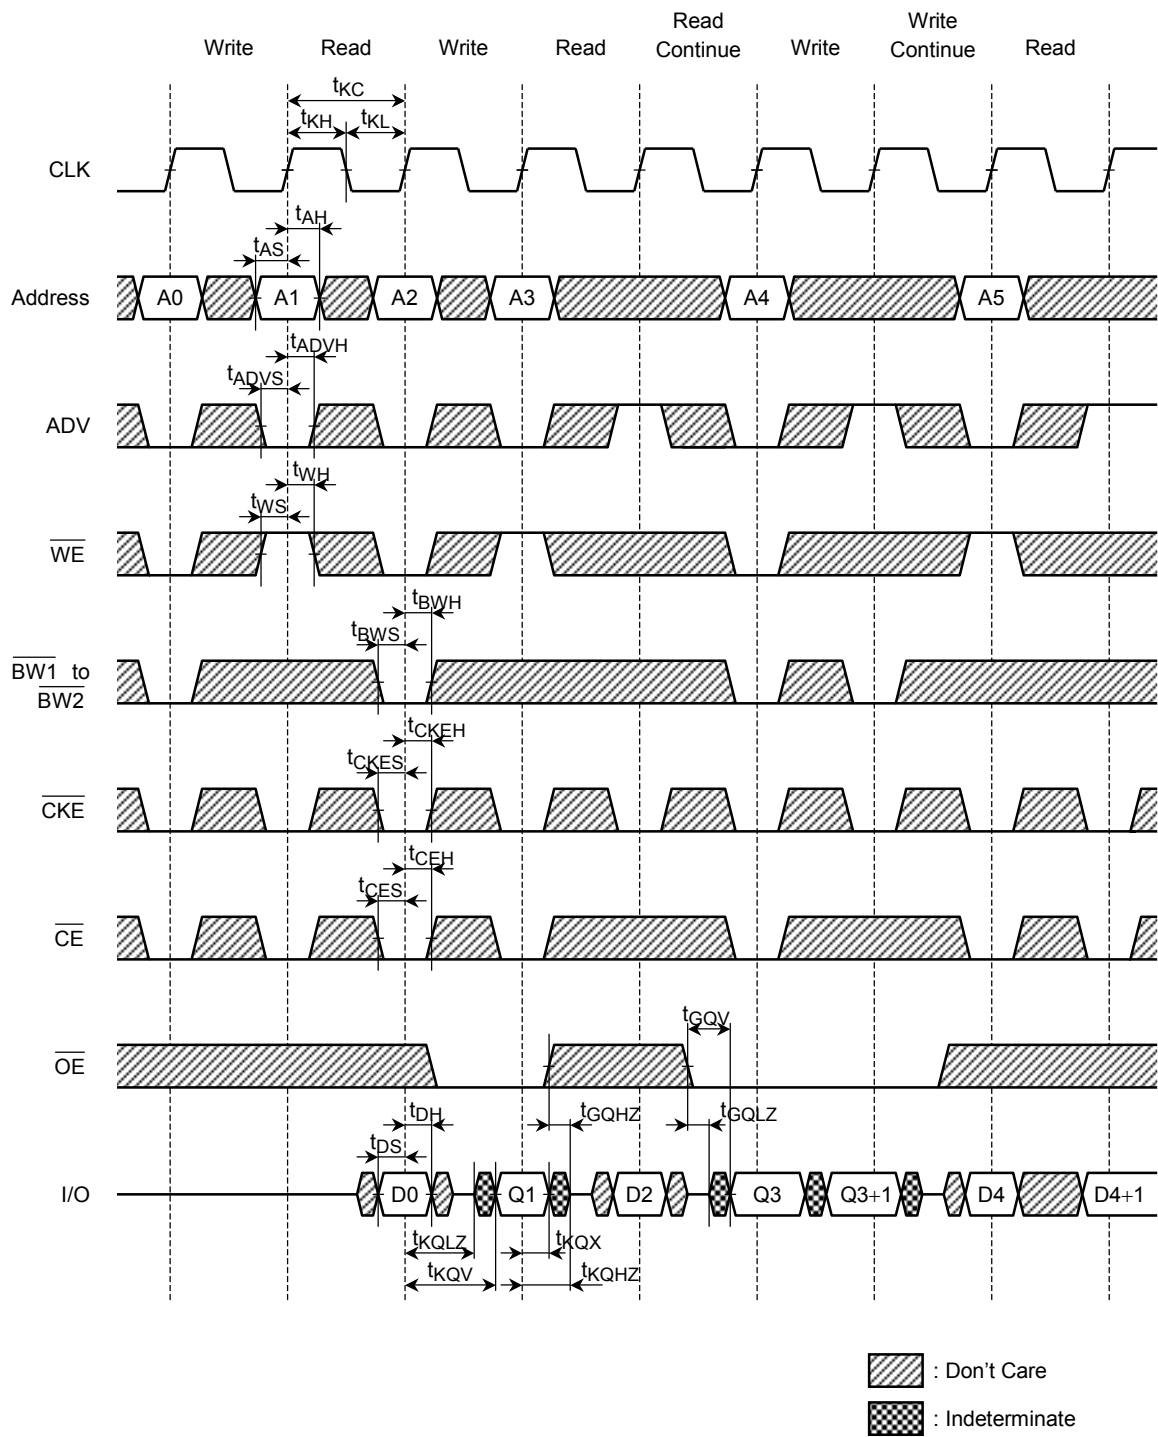 Write Read Write Read Read Continue Write Write Continue Read
tKC
tKH tKL
CLK
tAH
tAS
Address A0 A1 A2 A3 A4 A5
tADVH
tADVS
ADV
tWH
tWS
WE
tBWH
tBWS
BW1 to
BW2
tCKEH
tCKES
CKE
tCEH
tCES
CE
tGQV
OE
tDH tGQHZ tGQLZ
tDS
I/O D0 Q1 D2 Q3 Q3+1 D4 D4+1
tKQLZ tKQX
tKQV tKQHZ
: Don't Care
: Indeterminate